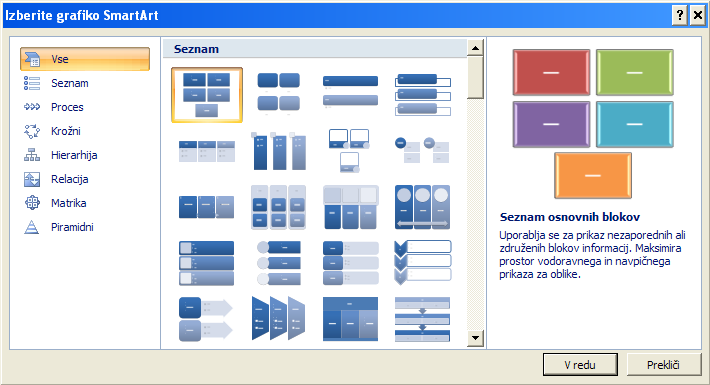 Izberite grafiko SmartArt
Vse
Seznam
Proces
Krožni
Hierarhija
Relacija
Matrika
Piramidni
Seznam
Seznam osnovnih blokov
Uporablja se za prikaz nezaporednih ali
združenih blokov informacij. Maksimira
prostor vodoravnega in navpičnega
prikaza za oblike.
V redu
Prekliči